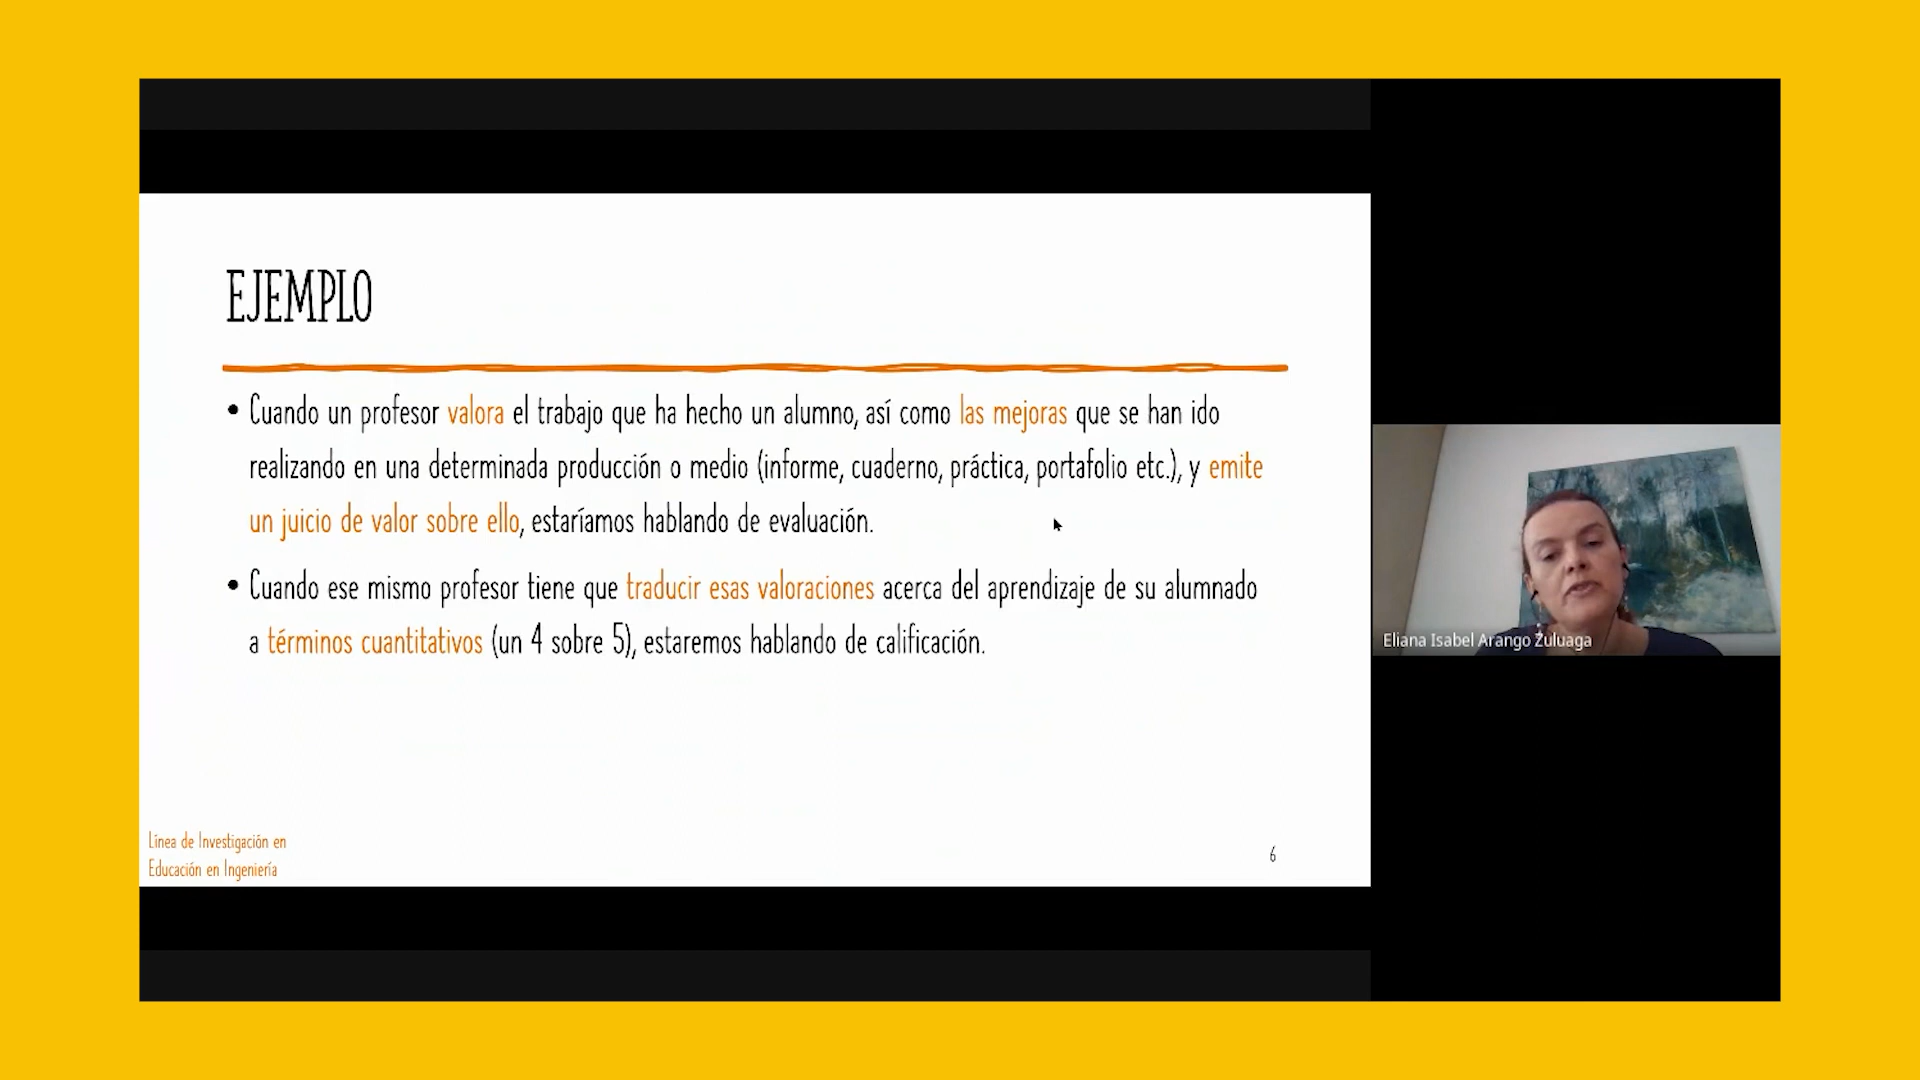 EJEMPLO
• Cuando un profesor valora el trabajo que ha hecho un alumno, así como las mejoras que se han ido
realizando en una determinada producción o medio (informe, cuaderno, práctica, portafolio etc.), y emite
un juicio de valor sobre ello, estaríamos hablando de evaluación.
• Cuando ese mismo profesor tiene que traducir esas valoraciones acerca del aprendizaje de su alumnado
a términos cuantitativos (un 4 sobre 5), estaremos hablando de calificación.
Eliana Isabel Arango Zuluaga
Línea de Investigación en
Educación en Ingeniería
6